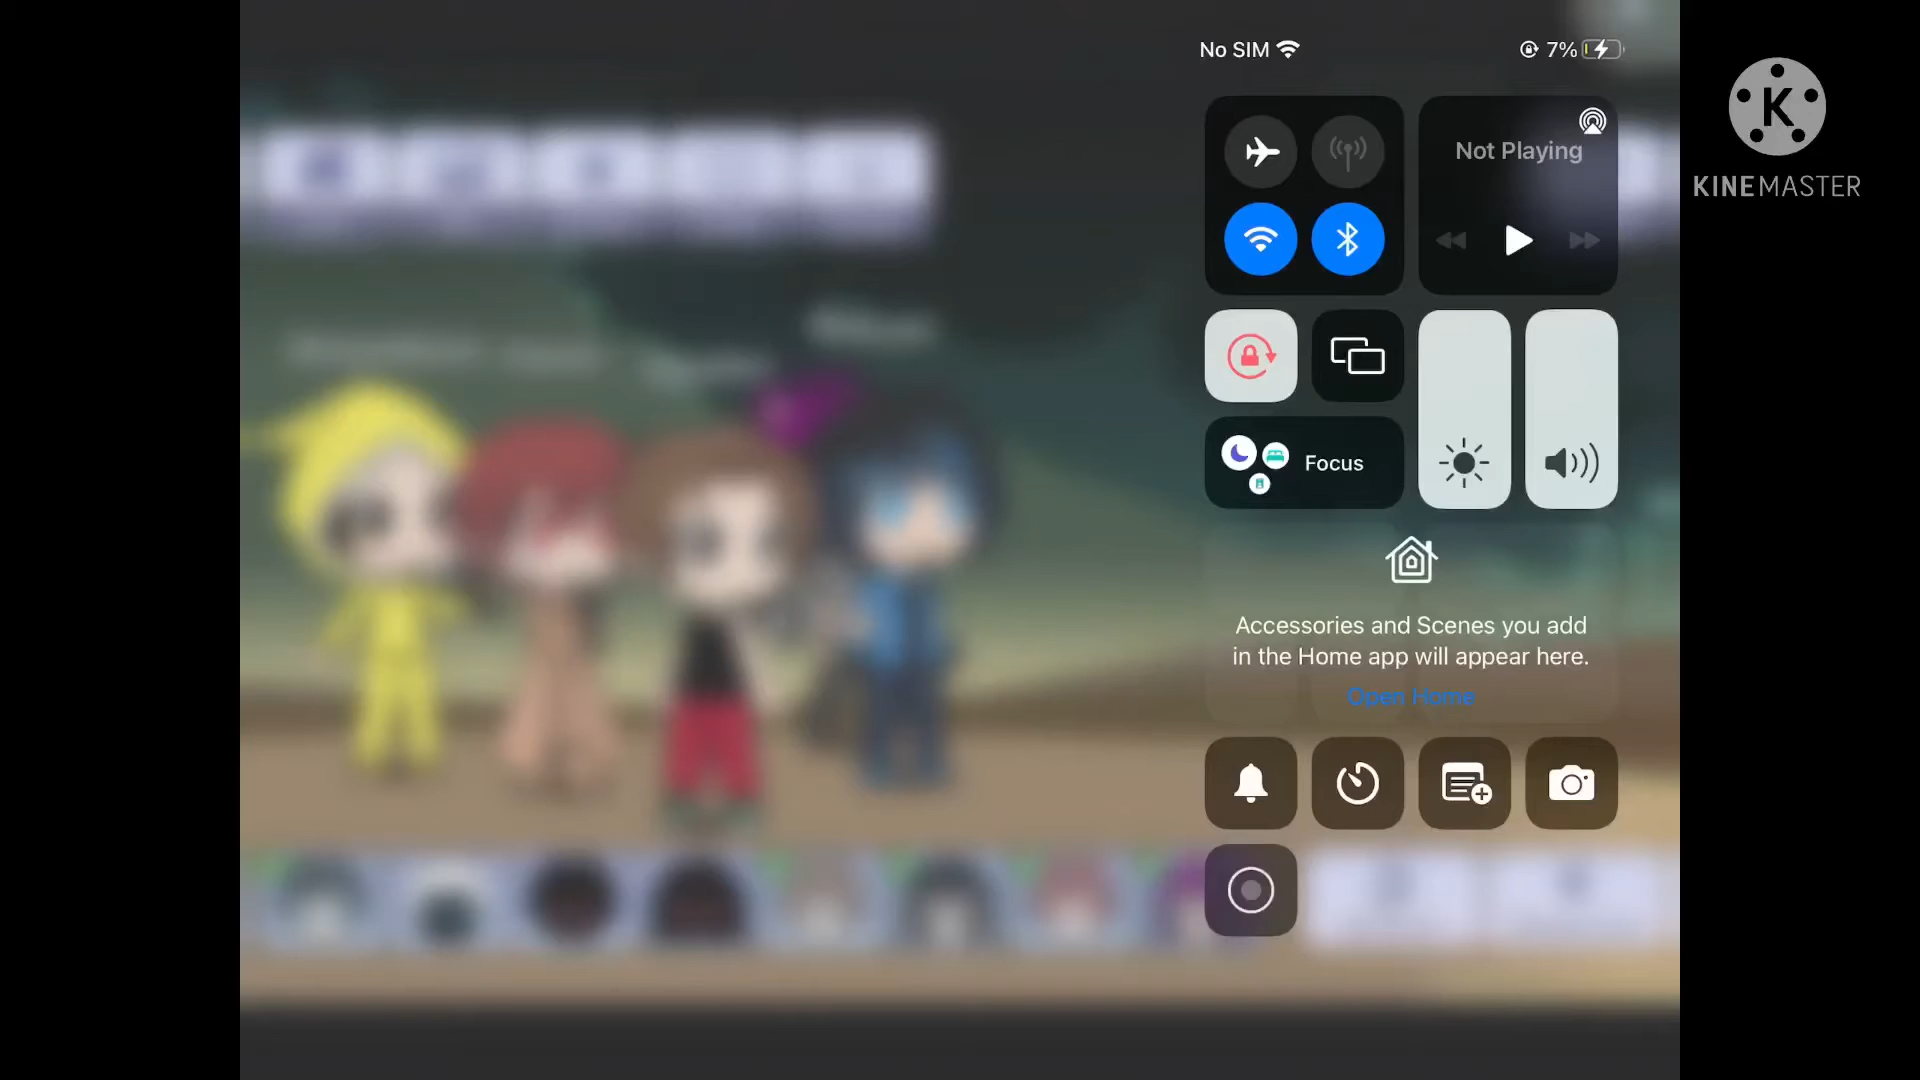 No SIM
7%
KINEMASTER
Not Playing
Focus
Accessories and Scenes you add
in the Home app will appear here.
Open Home